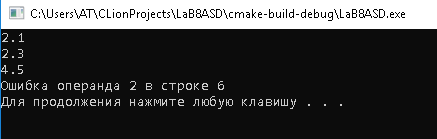 C:\Users\AT\CLionProjects\LaB8ASD\cmake-build-debug\LaB8ASD.exe
2.1
2.3
4.5
Ошибка операнда 2 в строке 6
Для продолжения нажмите любую клавишу . . .